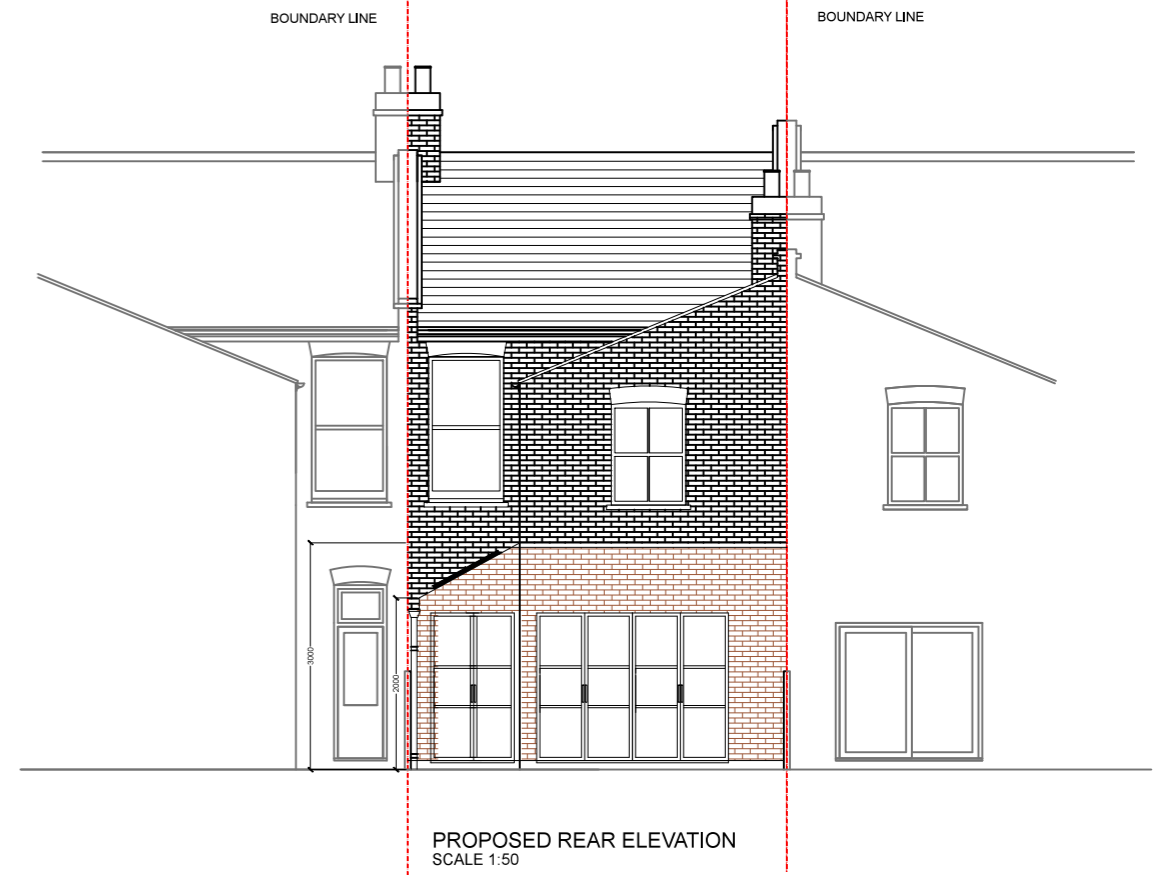 BOUNDARY LINE
BOUNDARY LINE
3000
2000
PROPOSED REAR ELEVATION
SCALE 1:50